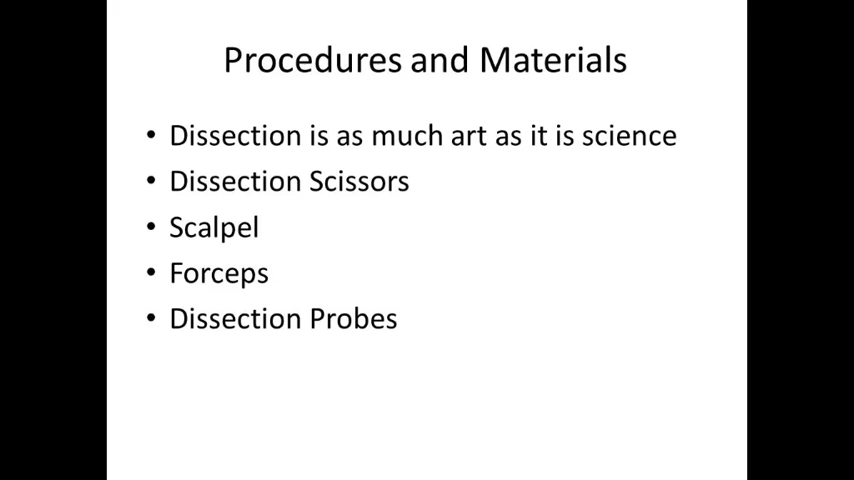 Procedures and Materials
• Dissection is as much art as it is science
• Dissection Scissors
• Scalpel
• Forceps
• Dissection Probes